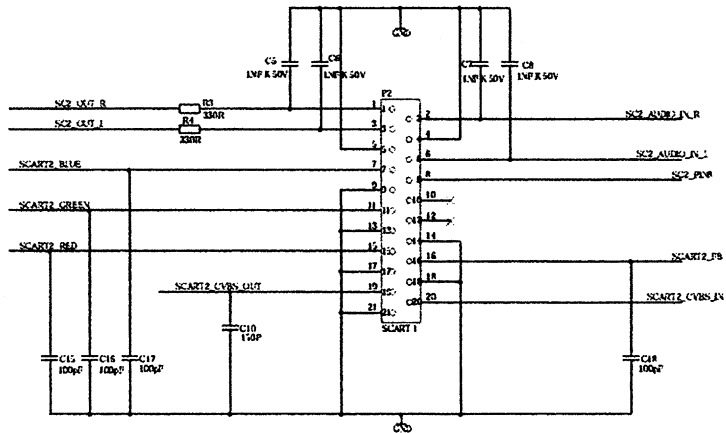 GND
C5
1NF K 50V
C6
1NF K 50V
C7
1NF K 50V
C8
1NF K 50V
P2
SC2_OUT_R
R3
330R
SC2_OUT_L
R4
330R
SCART2_BLUE
SCART2_GREEN
SCART2_RED
SCART2_CVBS_OUT
1
3
5
7
9
11
13
15
17
19
21
2
4
6
8
10
12
14
16
18
20
SC2_AUDIO_IN_R
SC2_AUDIO_IN_L
SC2_PIN8
SCART2_FB
SCART2_CVBS_IN
SCART 1
C15
100pF
C16
100pF
C17
100pF
C10
C18
100pF
GND